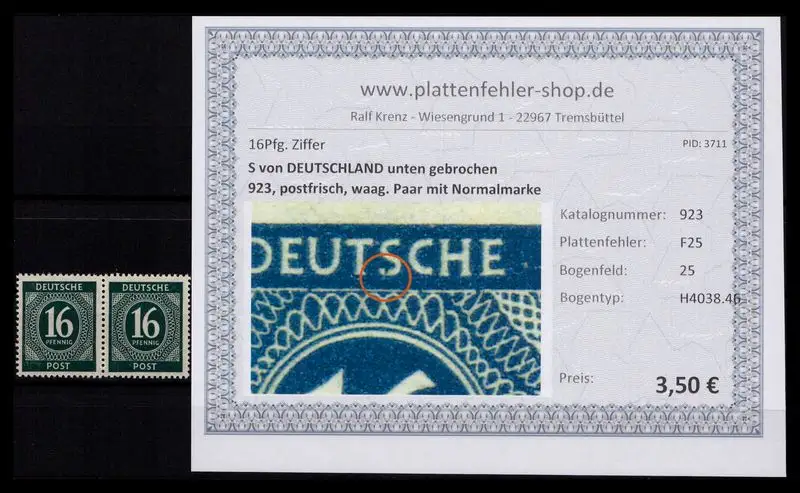 www.plattenfehler-shop.de
Ralf Krenz - Wiesengrund 1 - 22967 Tremsbüttel
16Pfg. Ziffer
PID: 3711
S von DEUTSCHLAND unten gebrochen
923, postfrisch, waag. Paar mit Normalmarke
DEUTSCHE
16
Katalognummer: 923
Plattenfehler: F25
Bogenfeld: 25
Bogentyp: H4038.46
Preis: 3,50 €
DEUTSCHE
16
PFENNIG
POST
DEUTSCHE
16
PFENNIG
POST